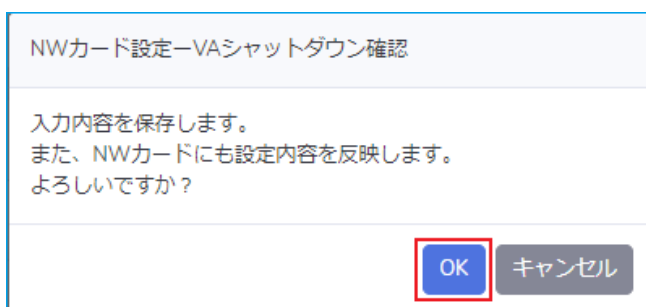 NWカード設定ーVAシャットダウン確認
入力内容を保存します。
また、NWカードにも設定内容を反映します。
よろしいですか？
OK キャンセル